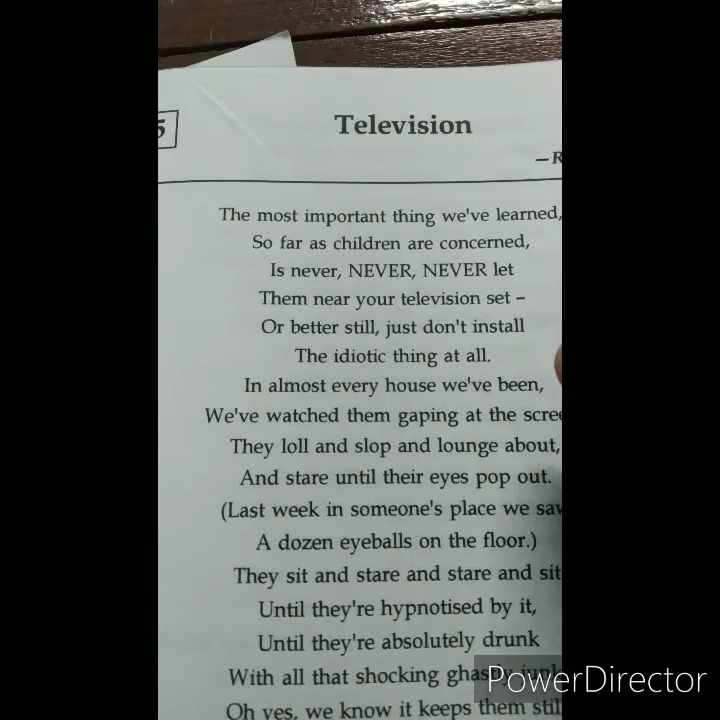 5
Television
–R
The most important thing we've learned,
So far as children are concerned,
Is never, NEVER, NEVER let
Them near your television set –
Or better still, just don't install
The idiotic thing at all.
In almost every house we've been,
We've watched them gaping at the scree
They loll and slop and lounge about,
And stare until their eyes pop out.
(Last week in someone's place we saw
A dozen eyeballs on the floor.)
They sit and stare and stare and sit
Until they're hypnotised by it,
Until they're absolutely drunk
With all that shocking ghastly junk
PowerDirector
Oh yes, we know it keeps them still